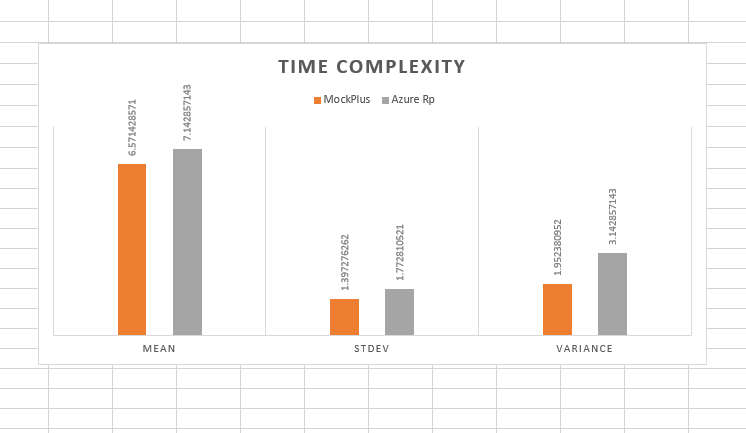 TIME COMPLEXITY
MockPlus Azure Rp
6.571428571
7.142857143
1.397276262
1.772810521
1.952380952
3.142857143
MEAN STDEV VARIANCE